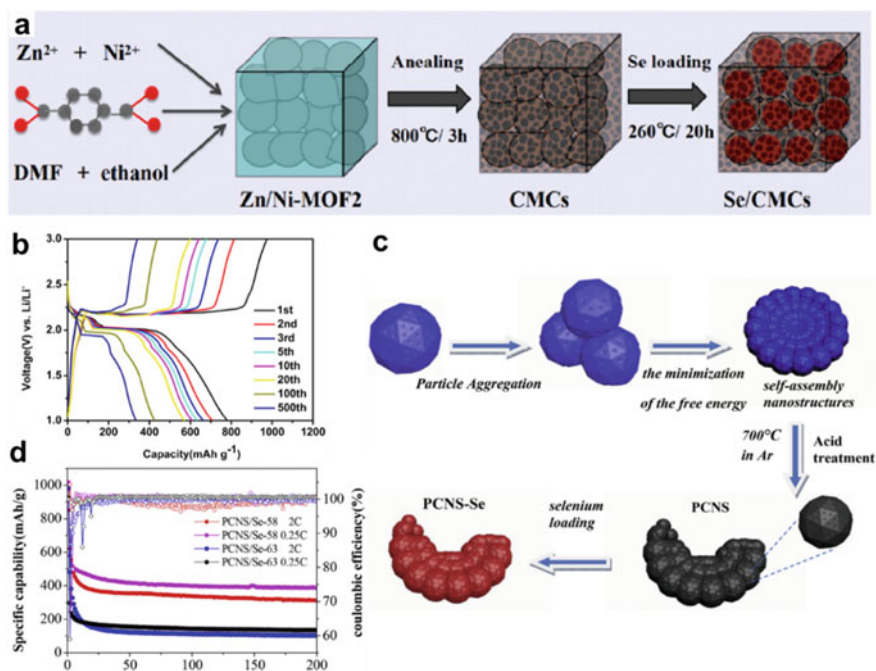 a
Zn2+ + Ni2+
DMF + ethanol
Zn/Ni-MOF2
Anealing
800℃/ 3h
CMCs
Se loading
260℃/ 20h
Se/CMCs
b
Voltage(V) vs. Li/Li-
3.0
2.5
2.0
1.5
1.0
1st
2nd
3rd
5th
10th
20th
100th
500th
0 200 400 600 800 1000 1200
Capacity(mAh g-1)
c
Particle Aggregation
the minimization
of the free energy
self-assembly
nanostructures
700°C
in Ar
Acid
treatment
PCNS
selenium
loading
PCNS-Se
d
Specific capability(mAh/g)
1000
800
600
400
200
0
PCNS/Se-58 2C
PCNS/Se-58 0.25C
PCNS/Se-63 2C
PCNS/Se-63 0.25C
100
90
80
70
60
coulombic efficiency(%)
0 50 100 150 200